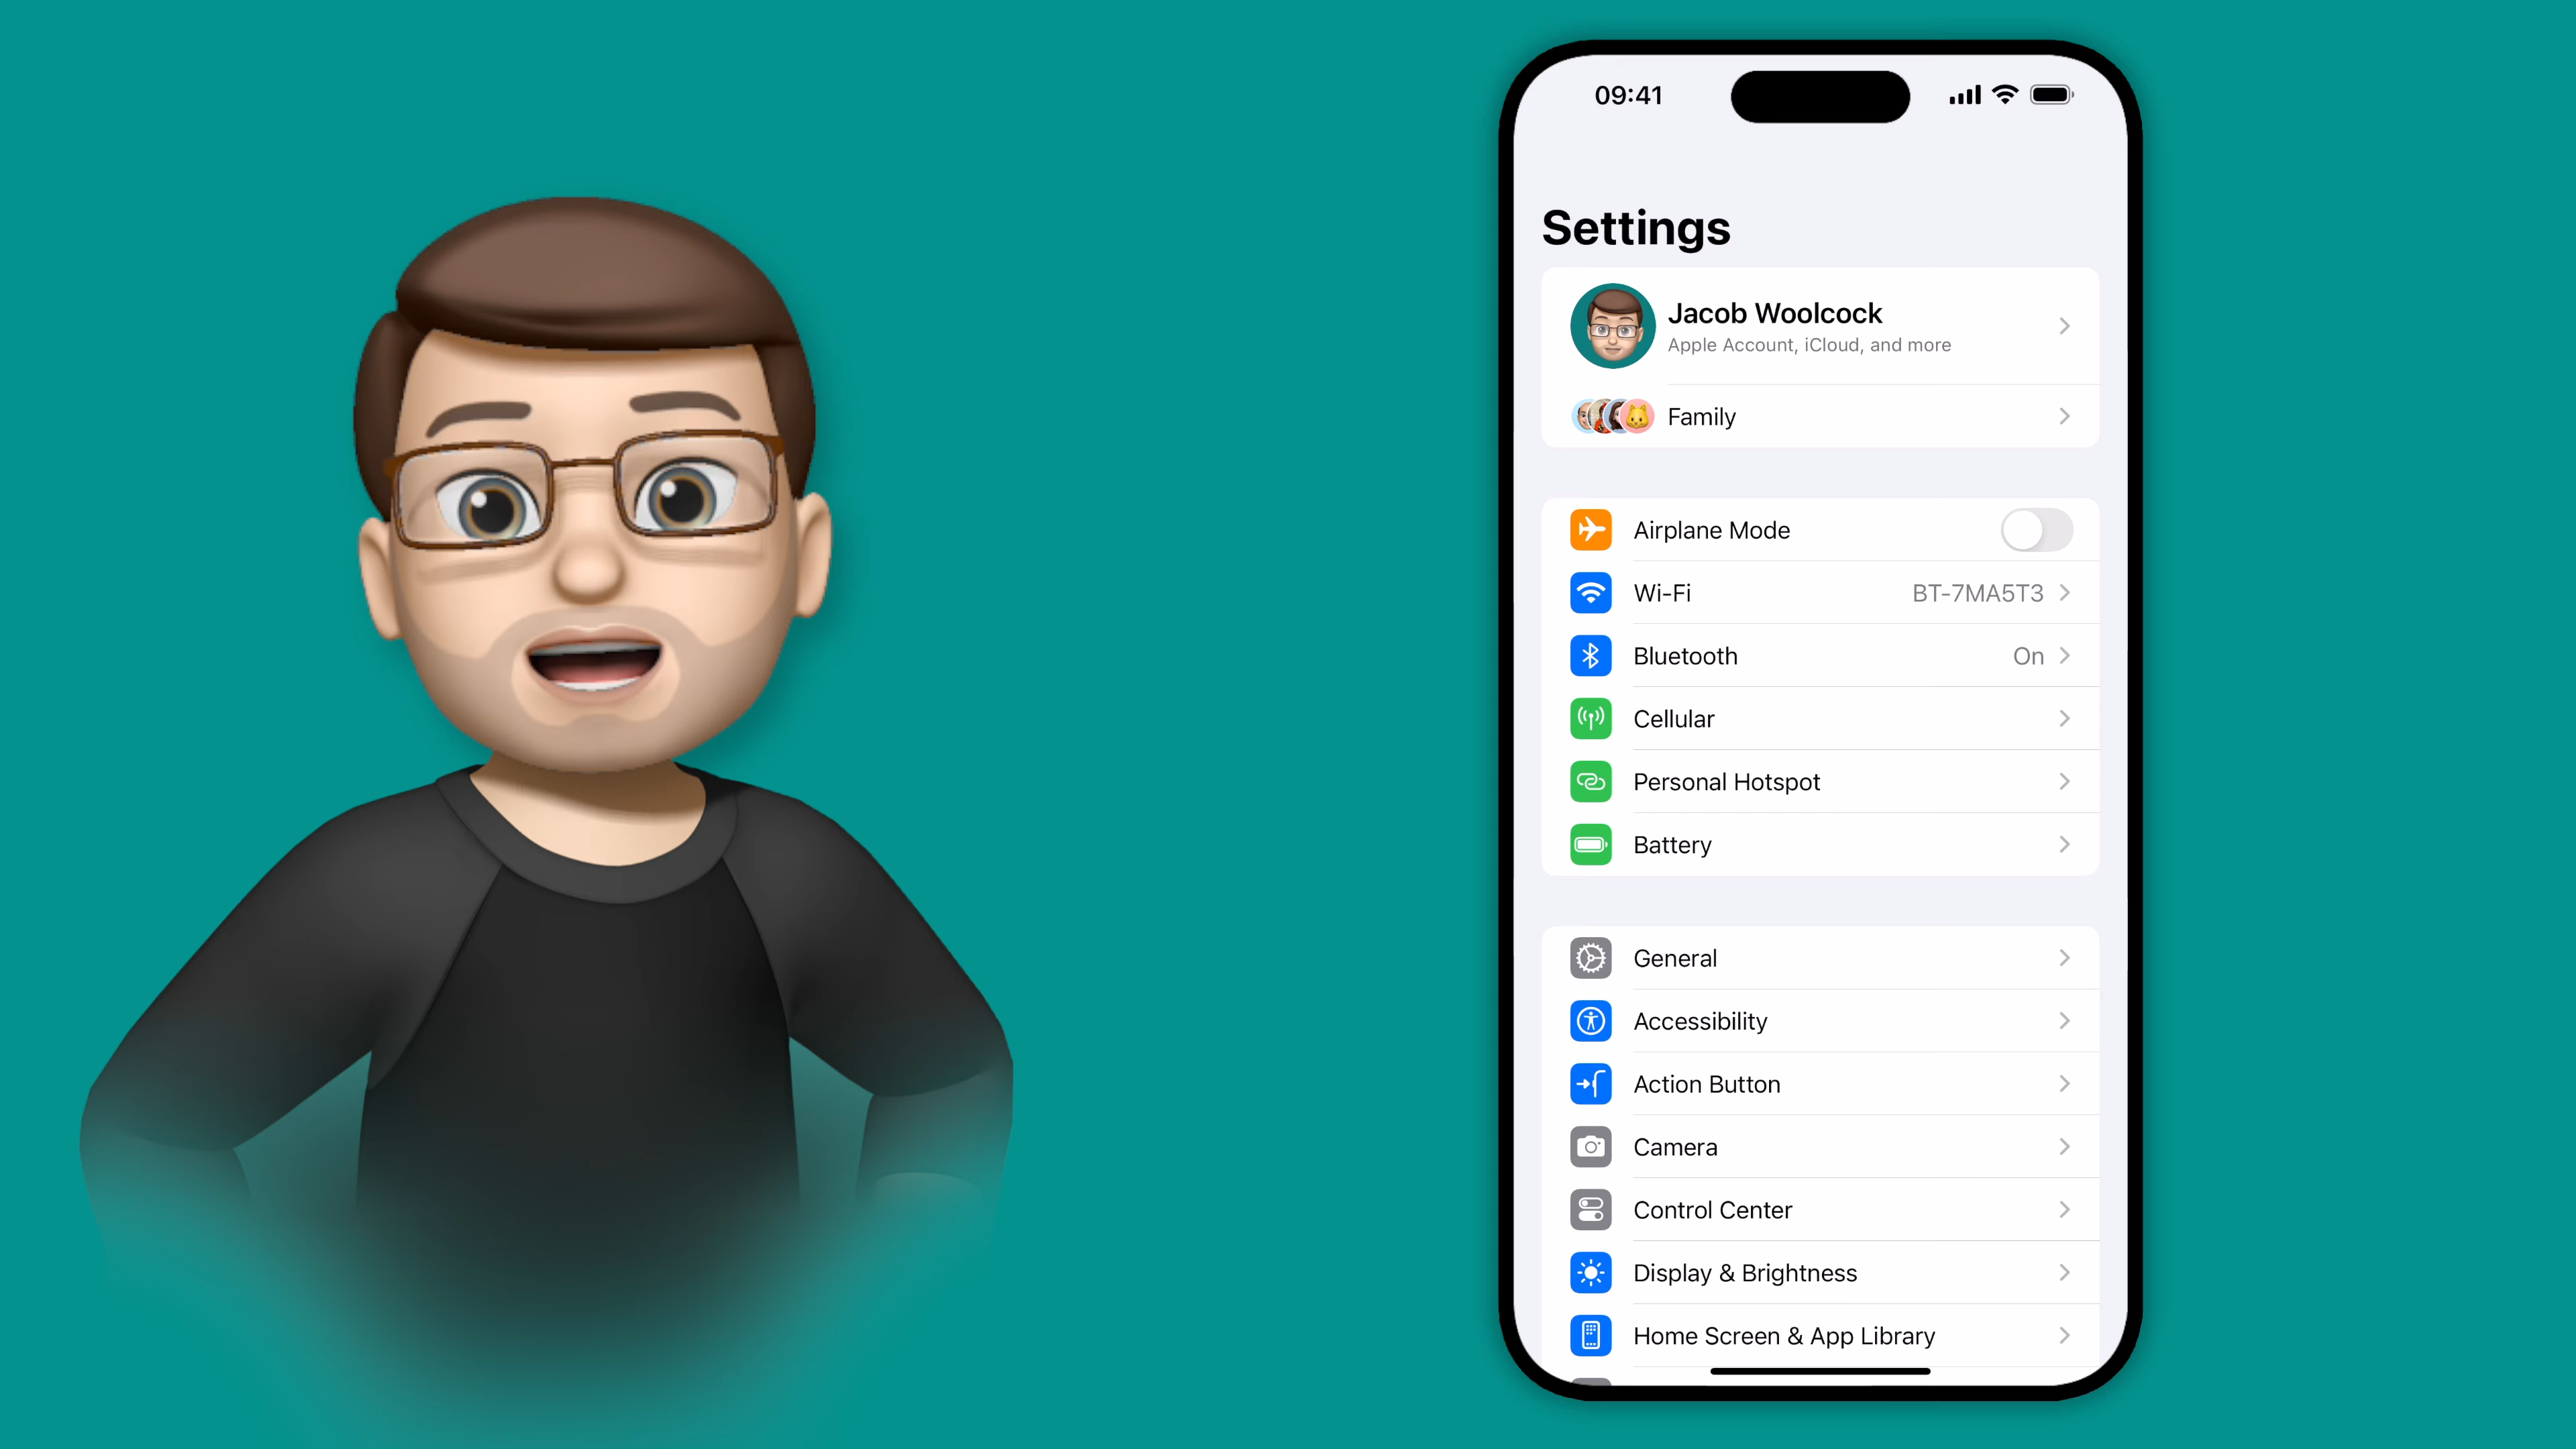 09:41
Settings
Jacob Woolcock
Apple Account, iCloud, and more
Family
Airplane Mode
Wi-Fi BT-7MA5T3
Bluetooth On
Cellular
Personal Hotspot
Battery
General
Accessibility
Action Button
Camera
Control Center
Display & Brightness
Home Screen & App Library